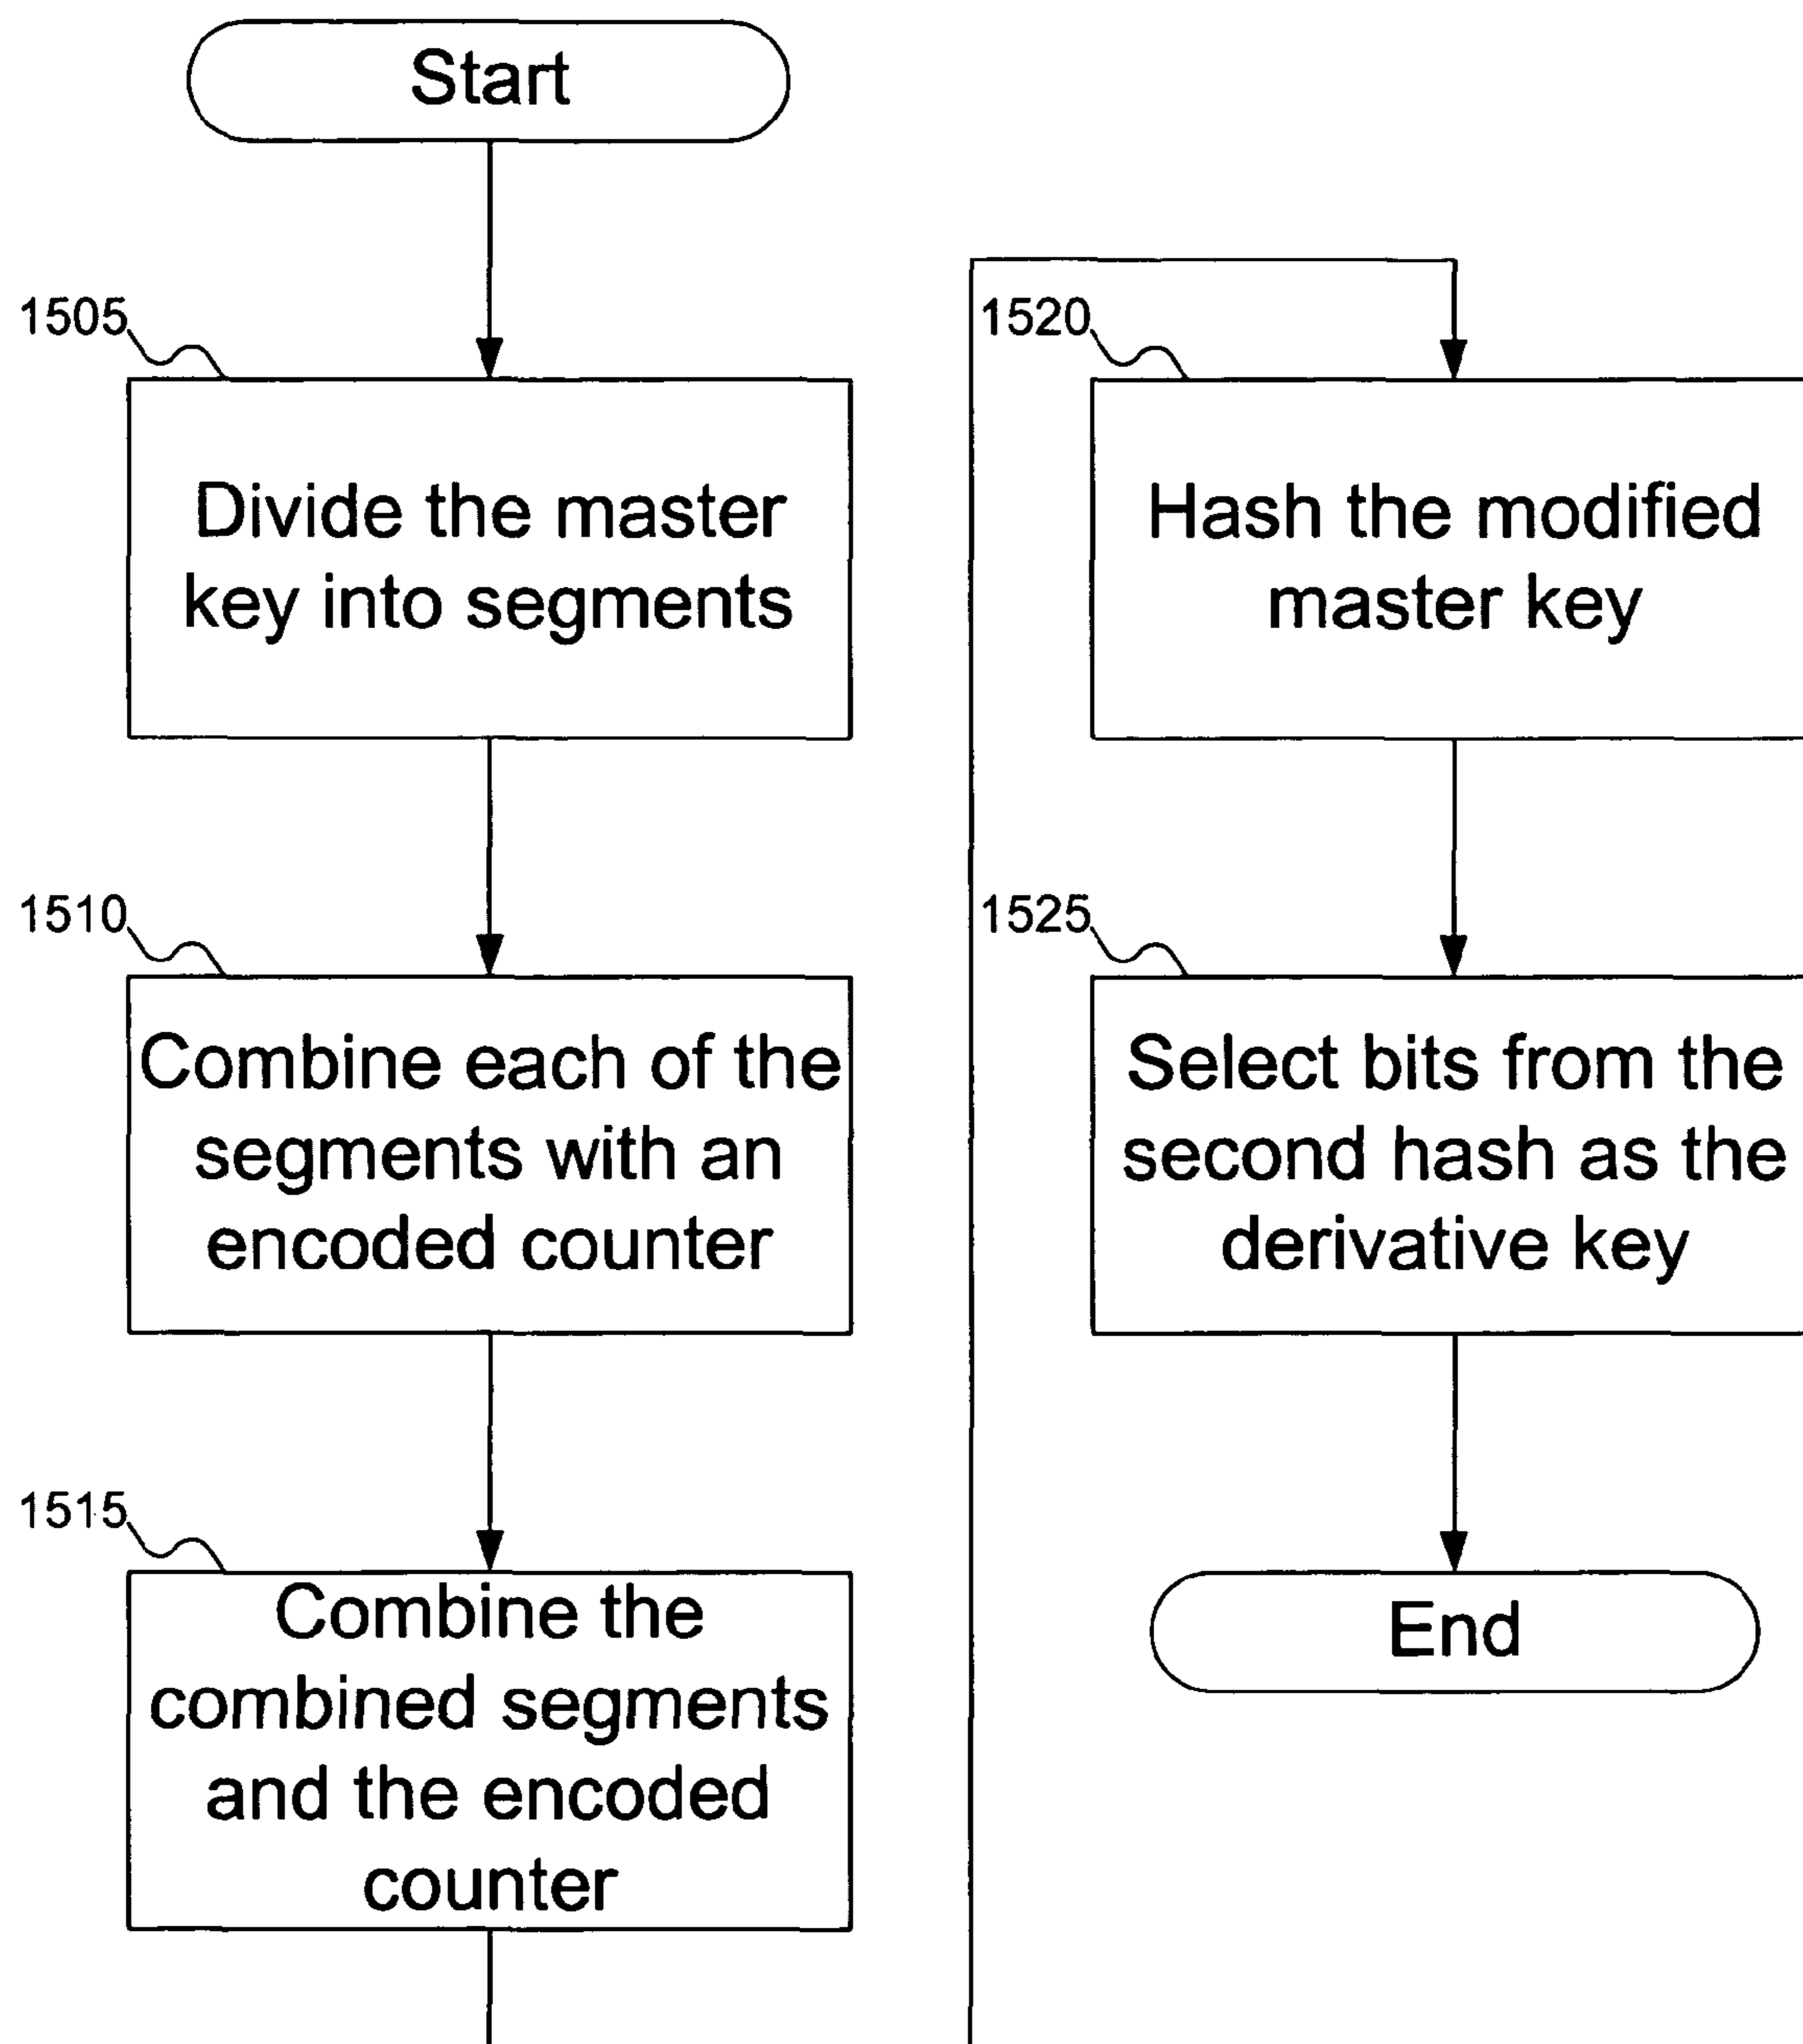 Start
1505
Divide the master
key into segments
1510
Combine each of the
segments with an
encoded counter
1515
Combine the
combined segments
and the encoded
counter
1520
Hash the modified
master key
1525
Select bits from the
second hash as the
derivative key
End